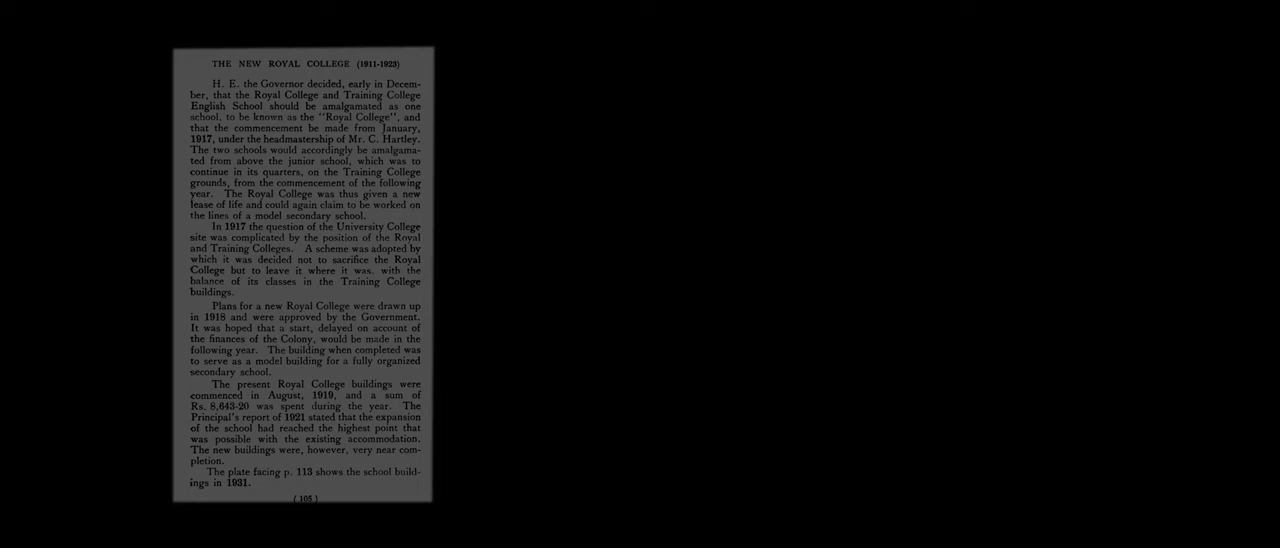 THE NEW ROYAL COLLEGE (1911-1923)
H. E. the Governor decided, early in Decem-
ber, that the Royal College and Training College
English School should be amalgamated as one
school, to be known as the "Royal College", and
that the commencement be made from January,
1917, under the headmastership of Mr. C. Hartley.
The two schools would accordingly be amalgama-
ted from above the junior school, which was to
continue in its quarters, on the Training College
grounds, from the commencement of the following
year. The Royal College was thus given a new
lease of life and could again claim to be worked on
the lines of a model secondary school.
In 1917 the question of the University College
site was complicated by the position of the Royal
and Training Colleges. A scheme was adopted by
which it was decided not to sacrifice the Royal
College but to leave it where it was, with the
balance of its classes in the Training College
buildings.
Plans for a new Royal College were drawn up
in 1918 and were approved by the Government.
It was hoped that a start, delayed on account of
the finances of the Colony, would be made in the
following year. The building when completed was
to serve as a model building for a fully organized
secondary school.
The present Royal College buildings were
commenced in August, 1919, and a sum of
Rs. 8,643-20 was spent during the year. The
Principal's report of 1921 stated that the expansion
of the school had reached the highest point that
was possible with the existing accommodation.
The new buildings were, however, very near com-
pletion.
The plate facing p. 113 shows the school build-
ings in 1931.
( 105 )